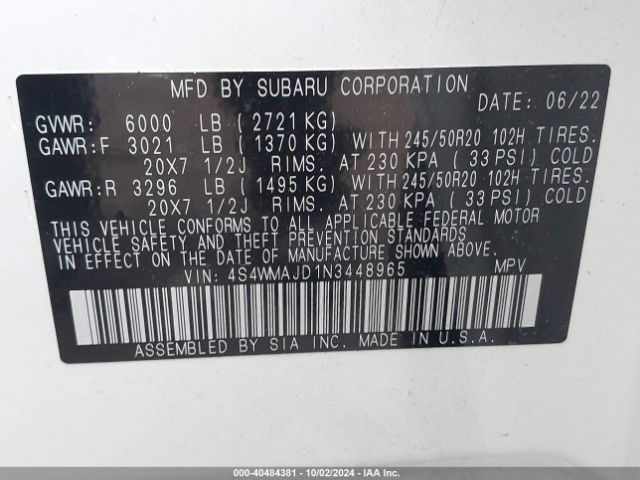 MFD BY SUBARU CORPORATION
DATE: 06/22
GVWR: 6000 LB ( 2721 KG)
GAWR:F 3021 LB ( 1370 KG) WITH 245/50R20 102H TIRES.
20X7 1/2J RIMS. AT 230 KPA ( 33 PSI) COLD
GAWR:R 3296 LB ( 1495 KG) WITH 245/50R20 102H TIRES.
20X7 1/2J RIMS. AT 230 KPA ( 33 PSI) COLD
THIS VEHICLE CONFORMS TO ALL APPLICABLE FEDERAL MOTOR
VEHICLE SAFETY AND THEFT PREVENTION STANDARDS
IN EFFECT ON THE DATE OF MANUFACTURE SHOWN ABOVE.
VIN: 4S4WMAJD1N3448965 MPV
ASSEMBLED BY SIA INC. MADE IN U.S.A.
000-40484381 - 10/02/2024 - IAAI.COM